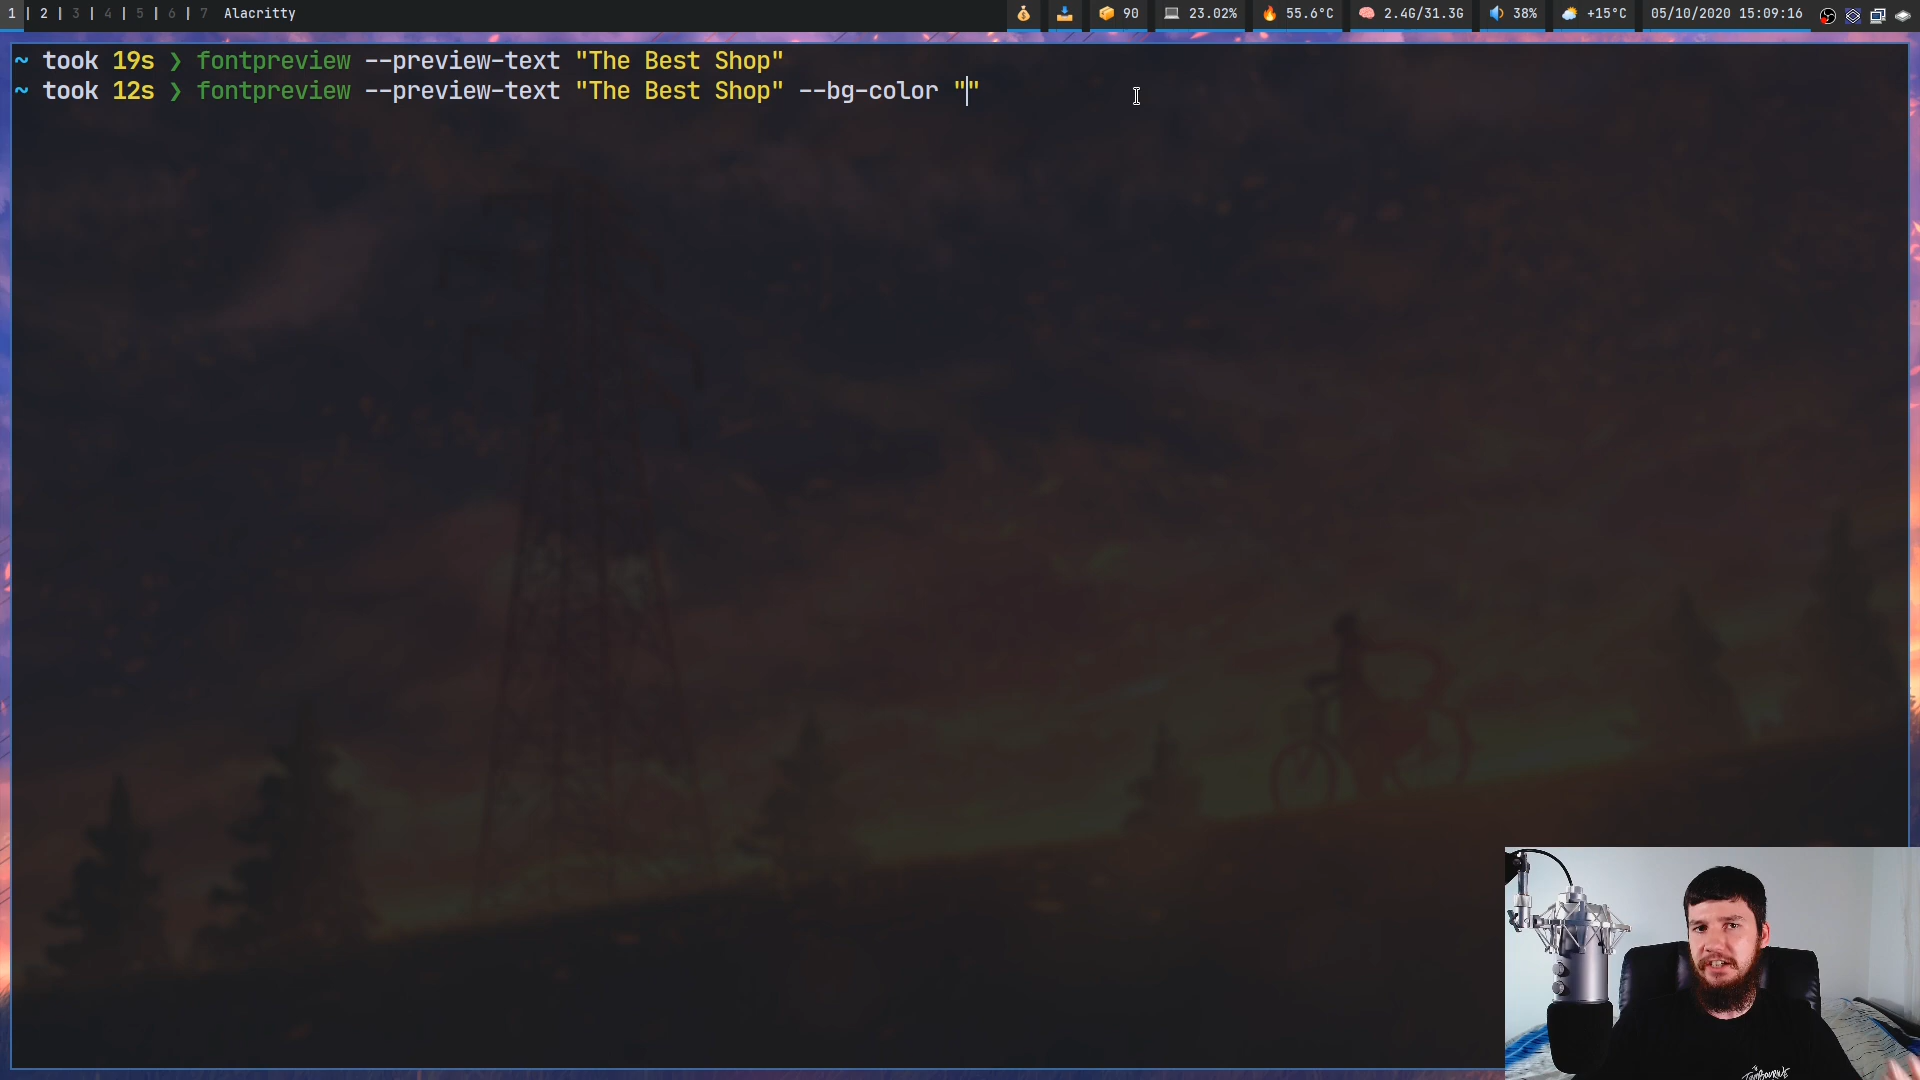 1 | 2 | 3 | 4 | 5 | 6 | 7 Alacritty 90 23.02% 55.6°C 2.4G/31.3G 38% +15°C 05/10/2020 15:09:16
~ took 19s ❯ fontpreview --preview-text "The Best Shop"
~ took 12s ❯ fontpreview --preview-text "The Best Shop" --bg-color ""